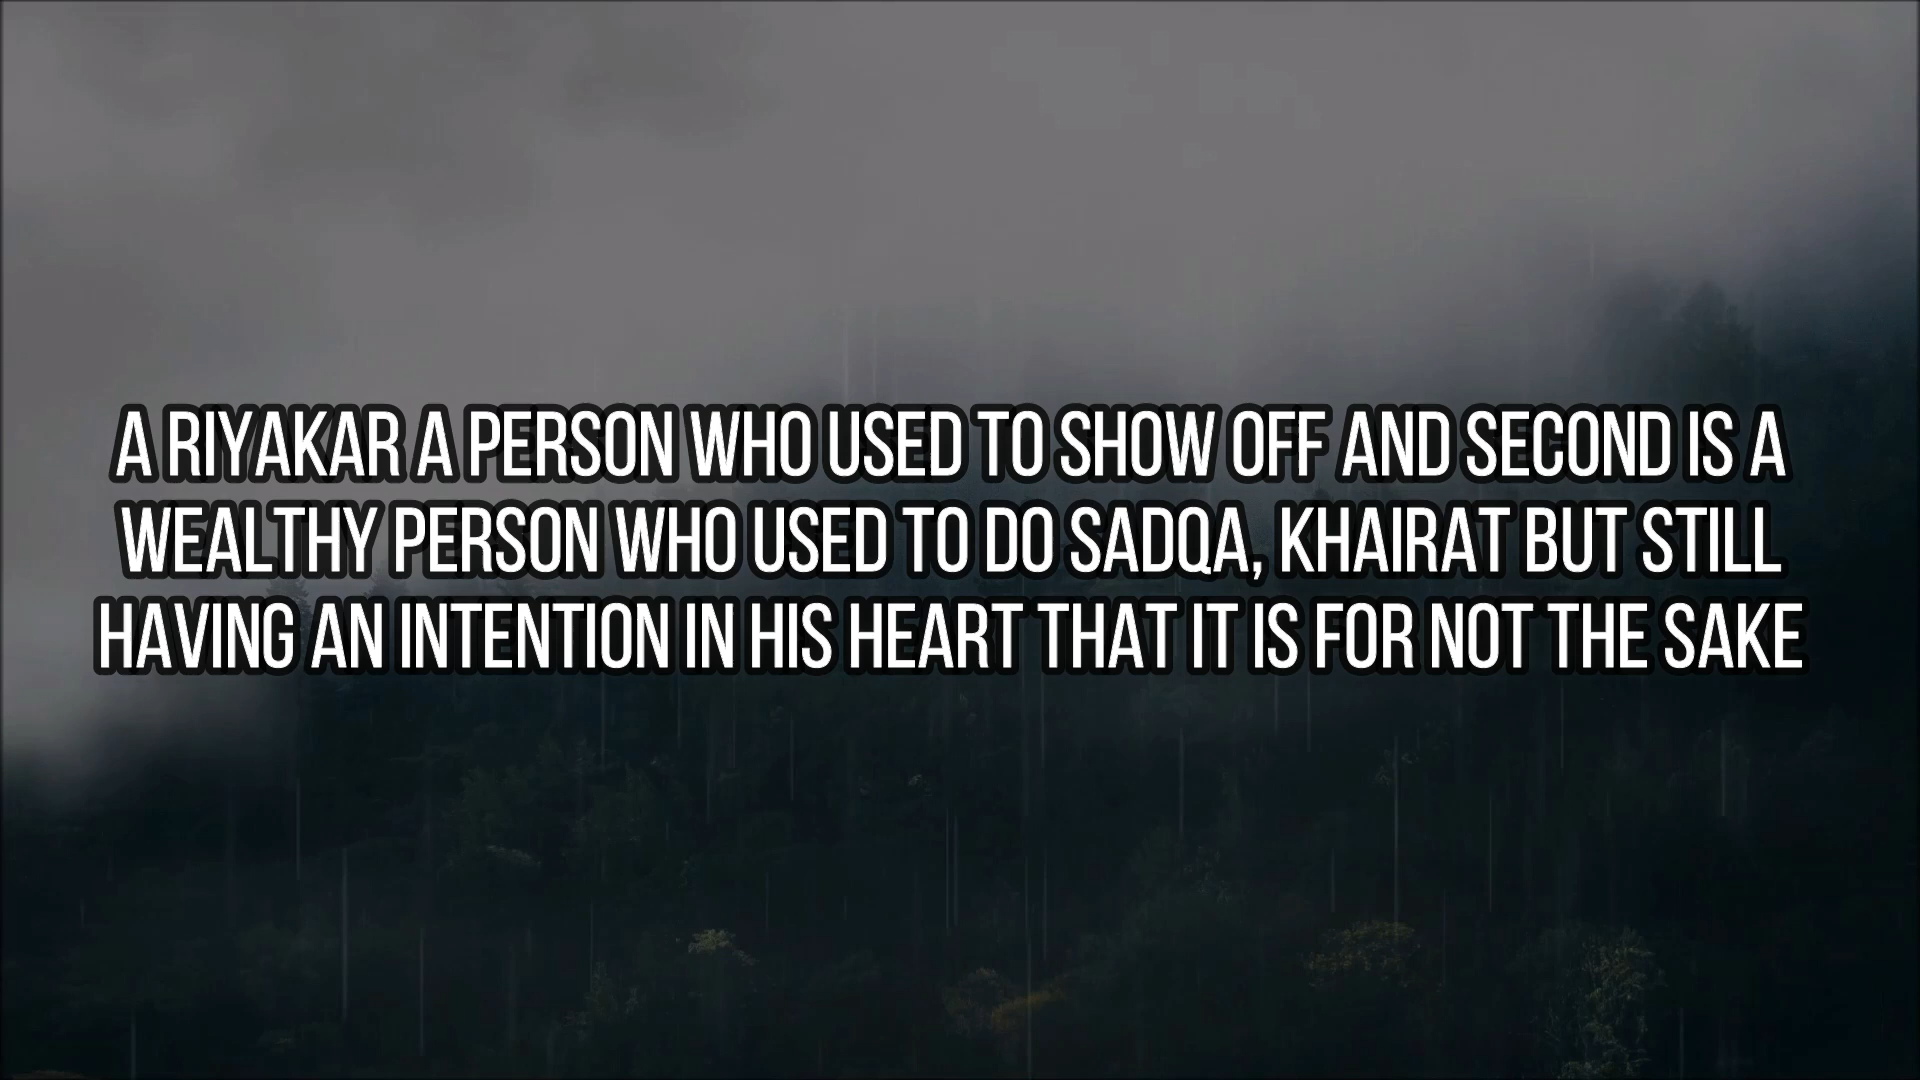 A RIYAKAR A PERSON WHO USED TO SHOW OFF AND SECOND IS A
WEALTHY PERSON WHO USED TO DO SADQA, KHAIRAT BUT STILL
HAVING AN INTENTION IN HIS HEART THAT IT IS FOR NOT THE SAKE